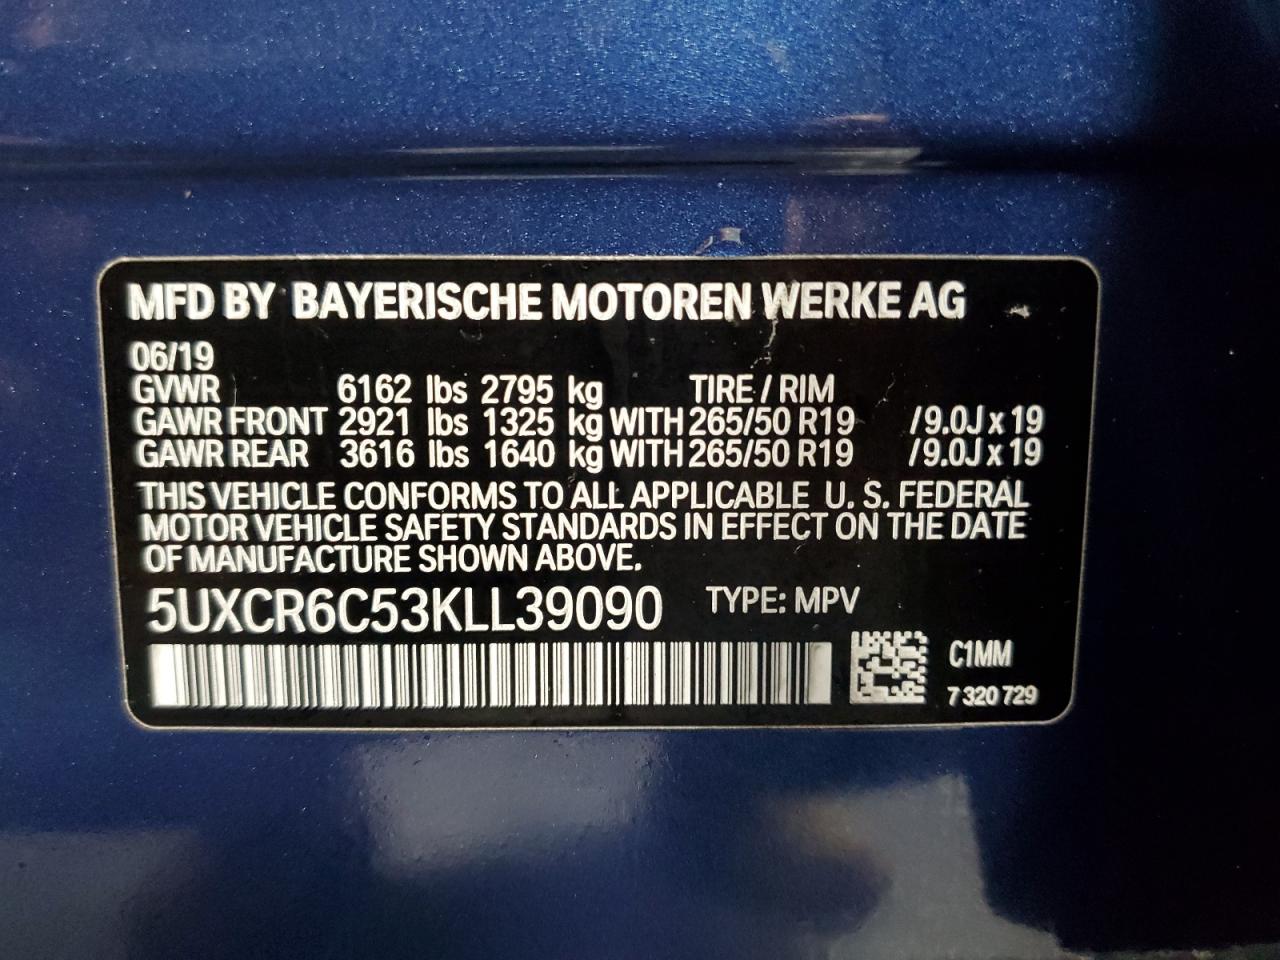 MFD BY BAYERISCHE MOTOREN WERKE AG
06/19
GVWR 6162 lbs 2795 kg TIRE / RIM
GAWR FRONT 2921 lbs 1325 kg WITH 265/50 R19 /9.0J x 19
GAWR REAR 3616 lbs 1640 kg WITH 265/50 R19 /9.0J x 19
THIS VEHICLE CONFORMS TO ALL APPLICABLE U. S. FEDERAL
MOTOR VEHICLE SAFETY STANDARDS IN EFFECT ON THE DATE
OF MANUFACTURE SHOWN ABOVE.
5UXCR6C53KLL39090 TYPE: MPV
C1MM
7 320 729